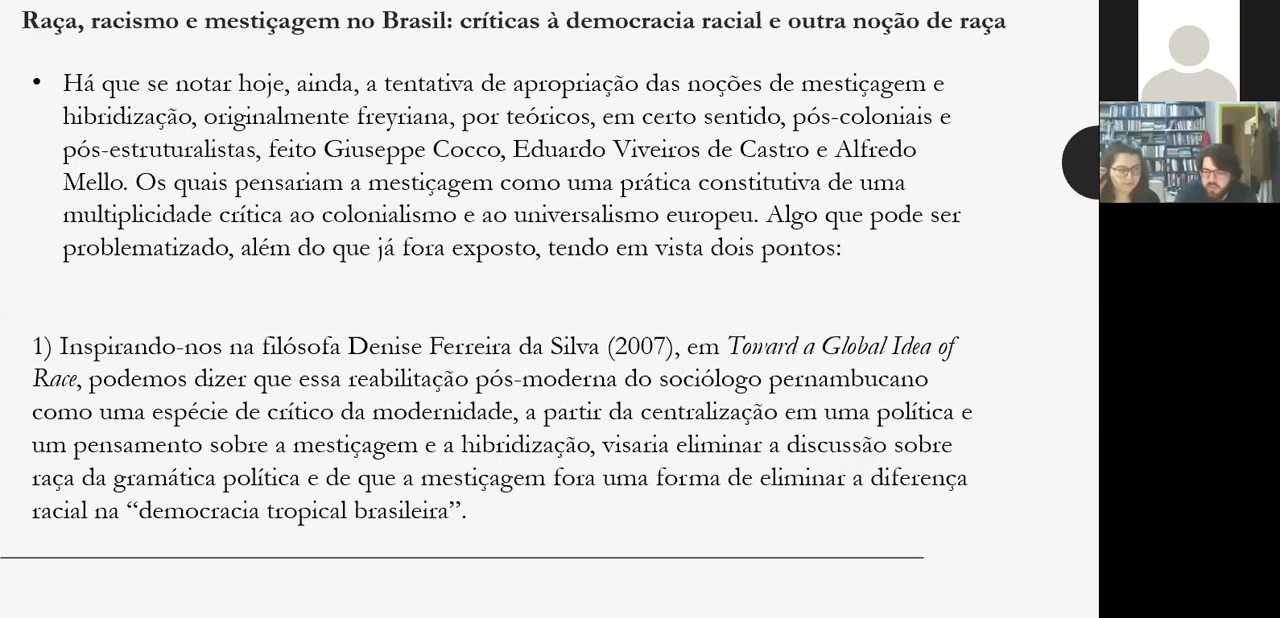 Raça, racismo e mestiçagem no Brasil: críticas à democracia racial e outra noção de raça
• Há que se notar hoje, ainda, a tentativa de apropriação das noções de mestiçagem e
hibridização, originalmente freyriana, por teóricos, em certo sentido, pós-coloniais e
pós-estruturalistas, feito Giuseppe Cocco, Eduardo Viveiros de Castro e Alfredo
Mello. Os quais pensariam a mestiçagem como uma prática constitutiva de uma
multiplicidade crítica ao colonialismo e ao universalismo europeu. Algo que pode ser
problematizado, além do que já fora exposto, tendo em vista dois pontos:
1) Inspirando-nos na filósofa Denise Ferreira da Silva (2007), em Toward a Global Idea of
Race, podemos dizer que essa reabilitação pós-moderna do sociólogo pernambucano
como uma espécie de crítico da modernidade, a partir da centralização em uma política e
um pensamento sobre a mestiçagem e a hibridização, visaria eliminar a discussão sobre
raça da gramática política e de que a mestiçagem fora uma forma de eliminar a diferença
racial na “democracia tropical brasileira”.